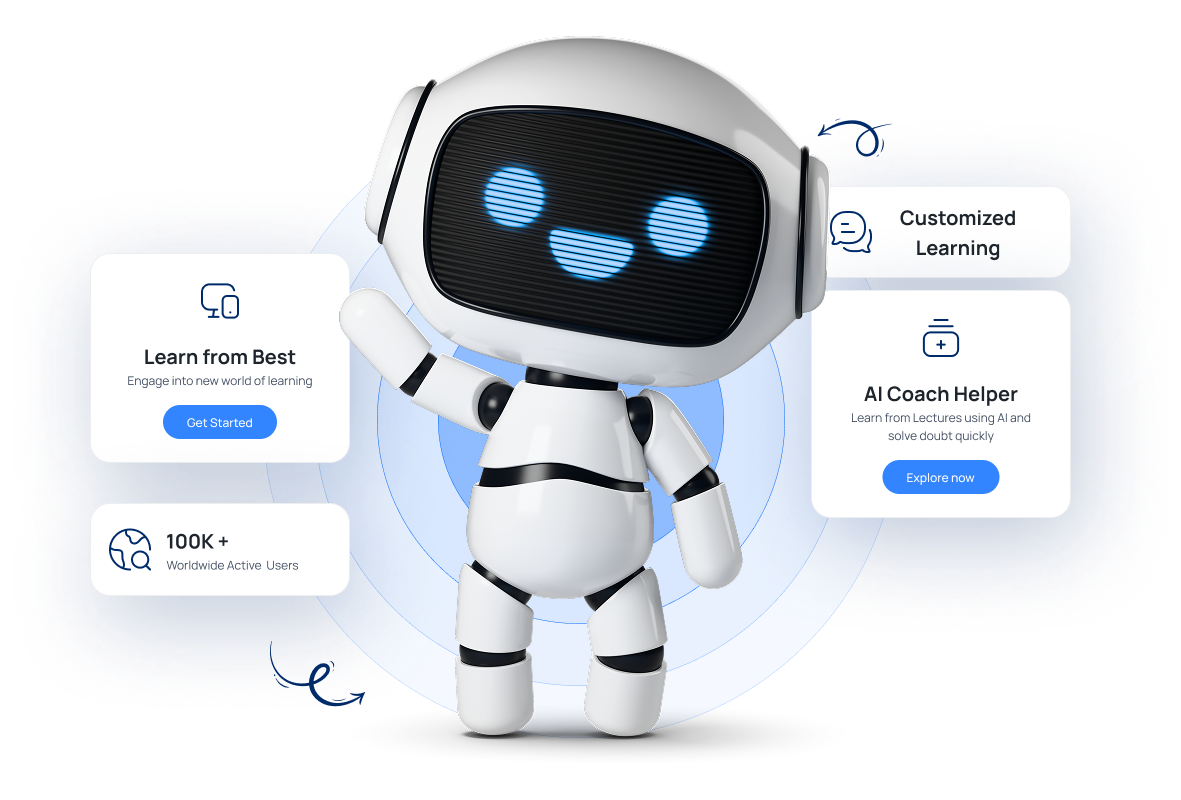 Customized
Learning
Learn from Best
Engage into new world of learning
Get Started
AI Coach Helper
Learn from Lectures using AI and
solve doubt quickly
Explore now
100K +
Worldwide Active Users